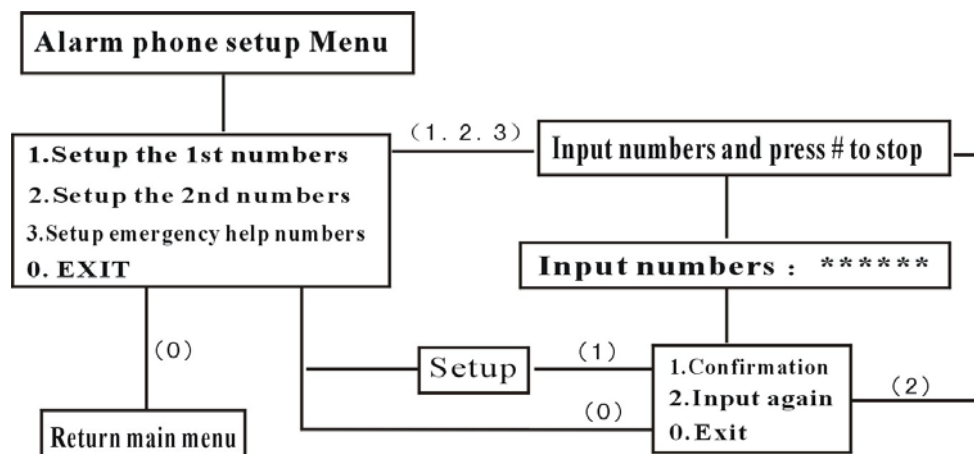 Alarm phone setup Menu
1.Setup the 1st numbers
2.Setup the 2nd numbers
3.Setup emergency help numbers
0. EXIT
(1. 2. 3)
Input numbers and press # to stop
Input numbers : ******
(0)
Setup
(1)
(0)
1.Confirmation
2.Input again
0.Exit
(2)
Return main menu